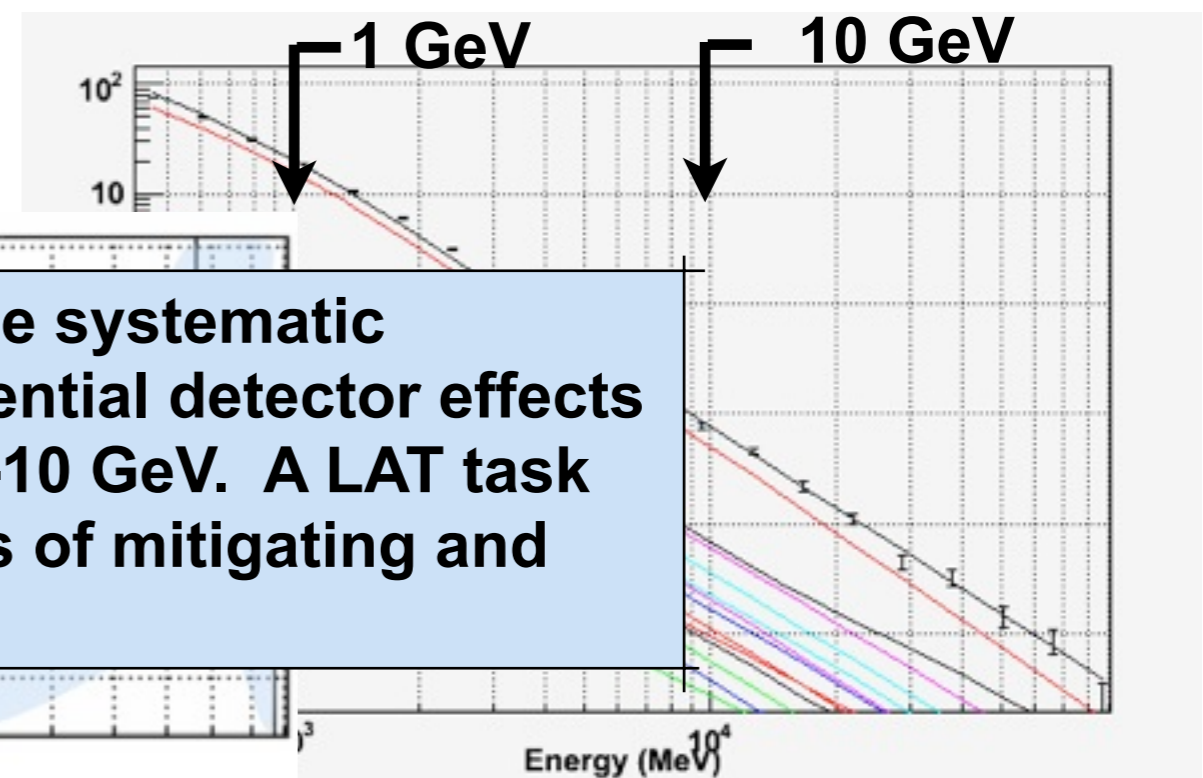 1 GeV
10 GeV
10²
10
e systematic
ential detector effects
10 GeV. A LAT task
s of mitigating and
10⁴
Energy (MeV)